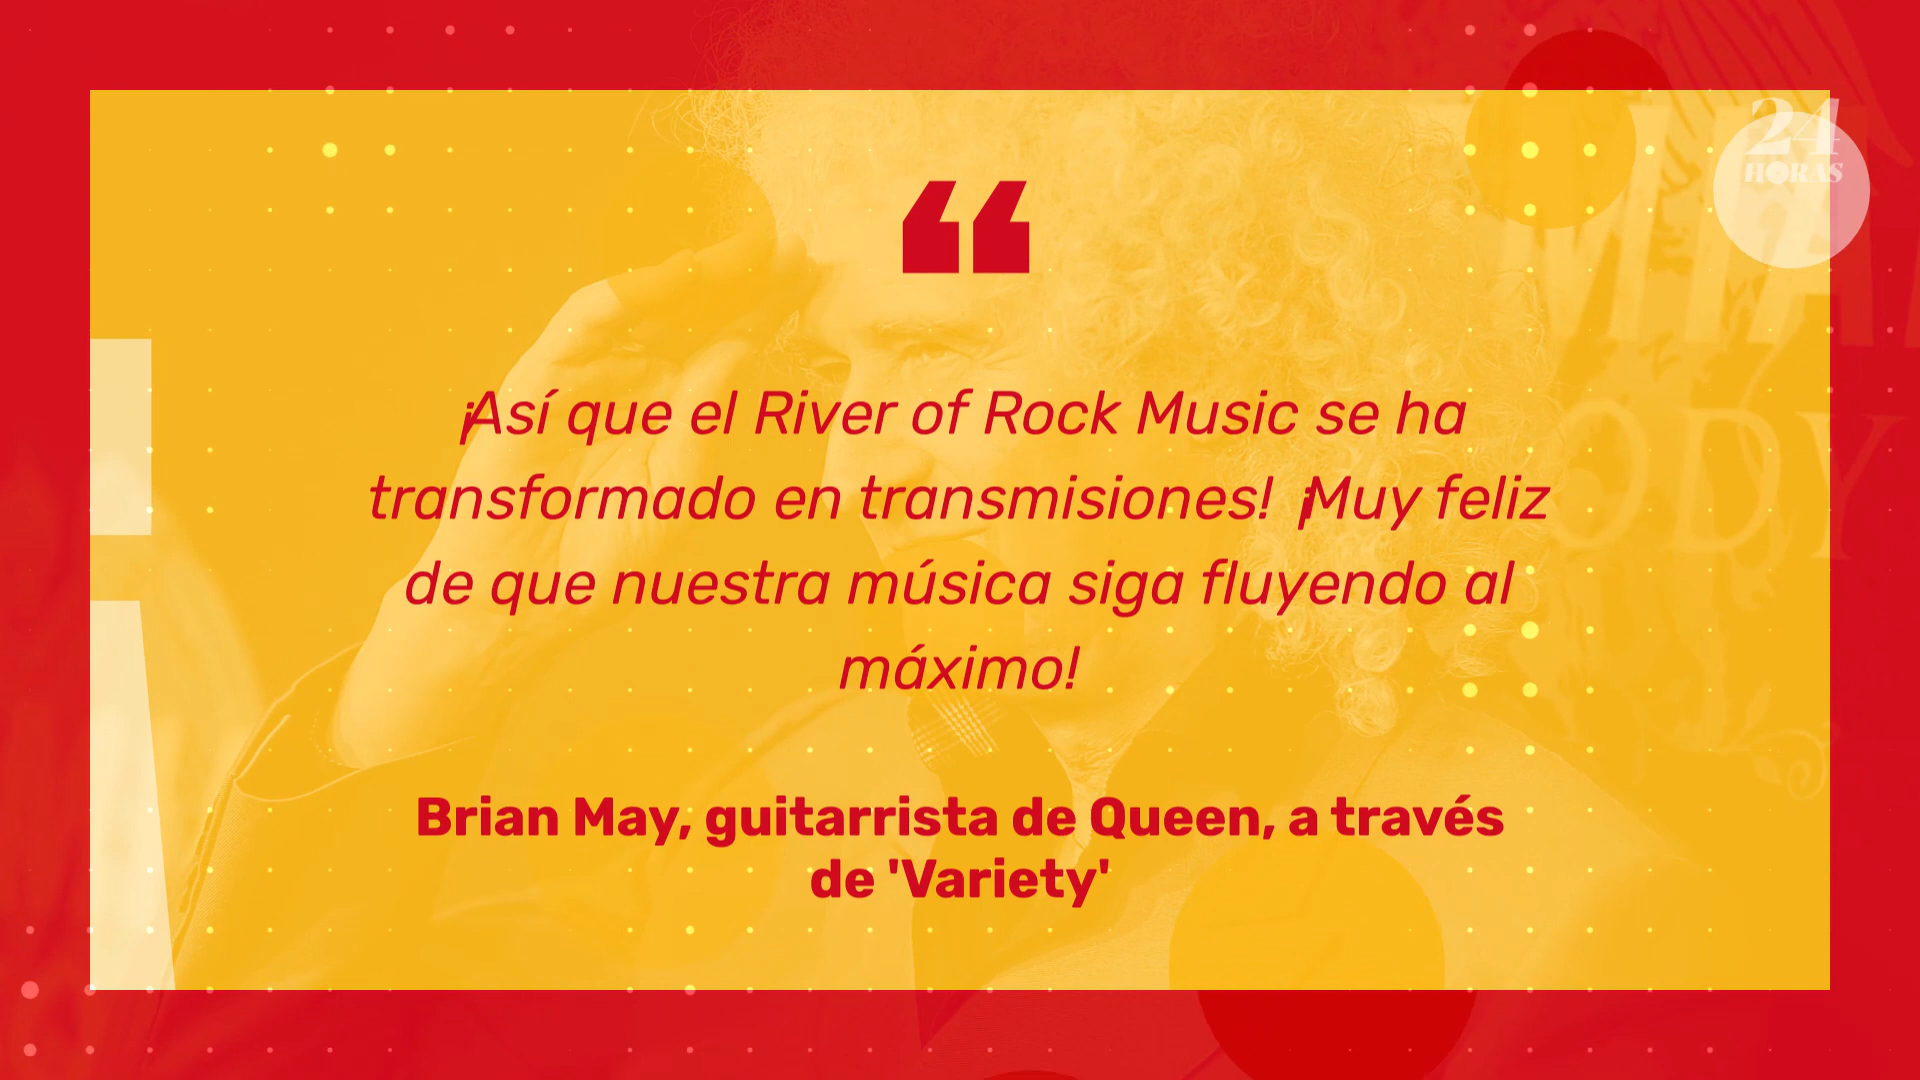 24
HORAS
“
¡Así que el River of Rock Music se ha
transformado en transmisiones! ¡Muy feliz
de que nuestra música siga fluyendo al
máximo!
Brian May, guitarrista de Queen, a través
de 'Variety'
ODY